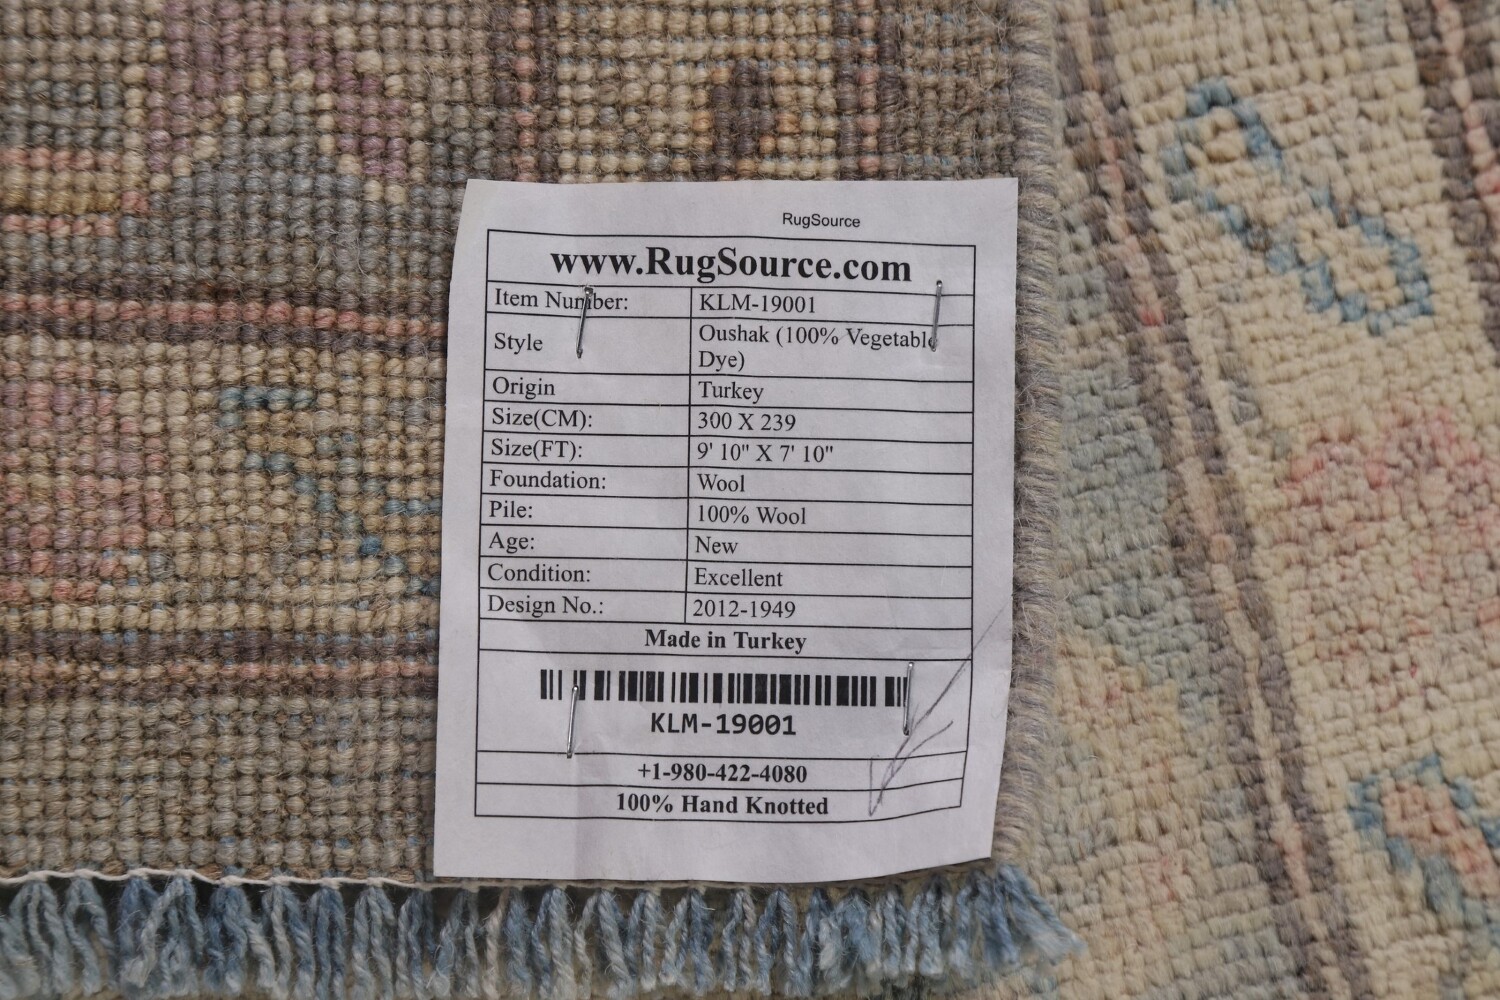 RugSource
www.RugSource.com
Item Number: KLM-19001
Style Oushak (100% Vegetable
Dye)
Origin Turkey
Size(CM): 300 X 239
Size(FT): 9' 10" X 7' 10"
Foundation: Wool
Pile: 100% Wool
Age: New
Condition: Excellent
Design No.: 2012-1949
Made in Turkey
KLM-19001
+1-980-422-4080
100% Hand Knotted